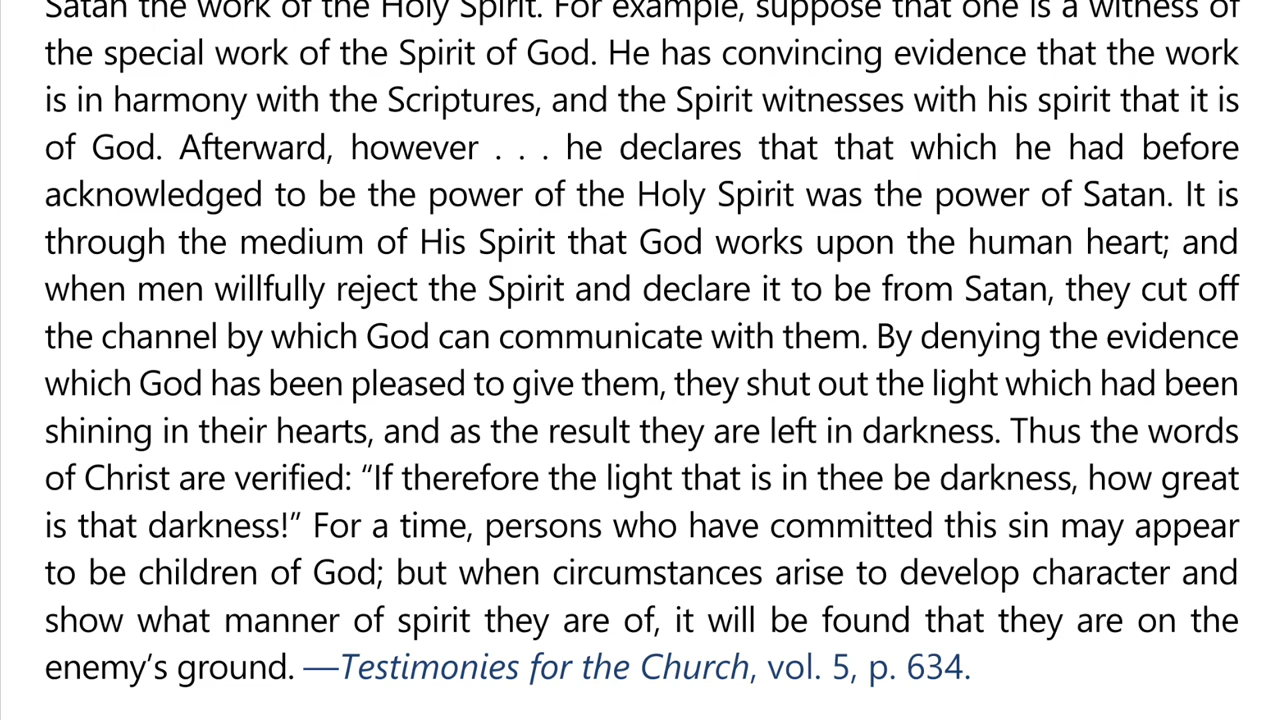 Satan the work of the Holy Spirit. For example, suppose that one is a witness of
the special work of the Spirit of God. He has convincing evidence that the work
is in harmony with the Scriptures, and the Spirit witnesses with his spirit that it is
of God. Afterward, however . . . he declares that that which he had before
acknowledged to be the power of the Holy Spirit was the power of Satan. It is
through the medium of His Spirit that God works upon the human heart; and
when men willfully reject the Spirit and declare it to be from Satan, they cut off
the channel by which God can communicate with them. By denying the evidence
which God has been pleased to give them, they shut out the light which had been
shining in their hearts, and as the result they are left in darkness. Thus the words
of Christ are verified: “If therefore the light that is in thee be darkness, how great
is that darkness!” For a time, persons who have committed this sin may appear
to be children of God; but when circumstances arise to develop character and
show what manner of spirit they are of, it will be found that they are on the
enemy’s ground. —Testimonies for the Church, vol. 5, p. 634.